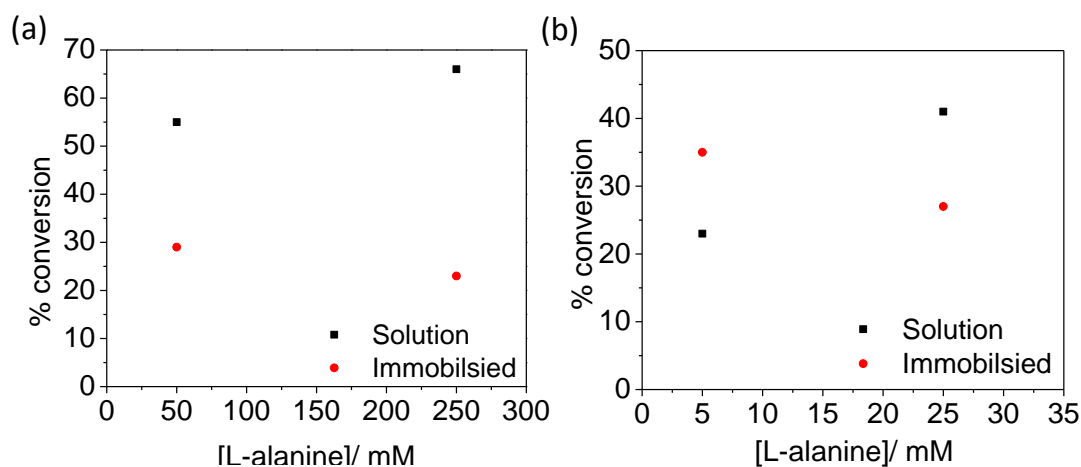 (a)
70
60
50
40
30
20
10
0
% conversion
Solution
Immobilsied
0 50 100 150 200 250 300
[L-alanine]/ mM
(b)
50
40
30
20
10
0
% conversion
Solution
Immobilsied
0 5 10 15 20 25 30 35
[L-alanine]/ mM